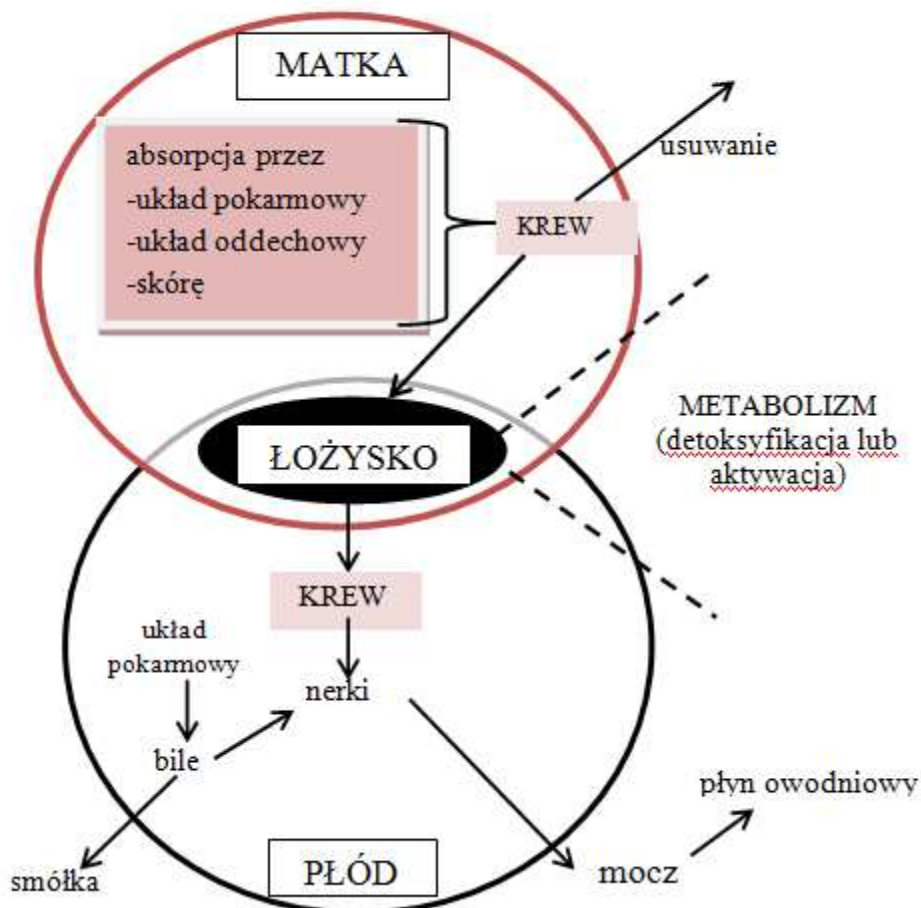 MATKA
absorpcja przez
-układ pokarmowy
-układ oddechowy
-skórę
usuwanie
KREW
METABOLIZM
(detoksyfikacja lub
aktywacja)
ŁOŻYSKO
KREW
układ
pokarmowy
nerki
bile
płyn owodniowy
smółka
PŁÓD
mocz